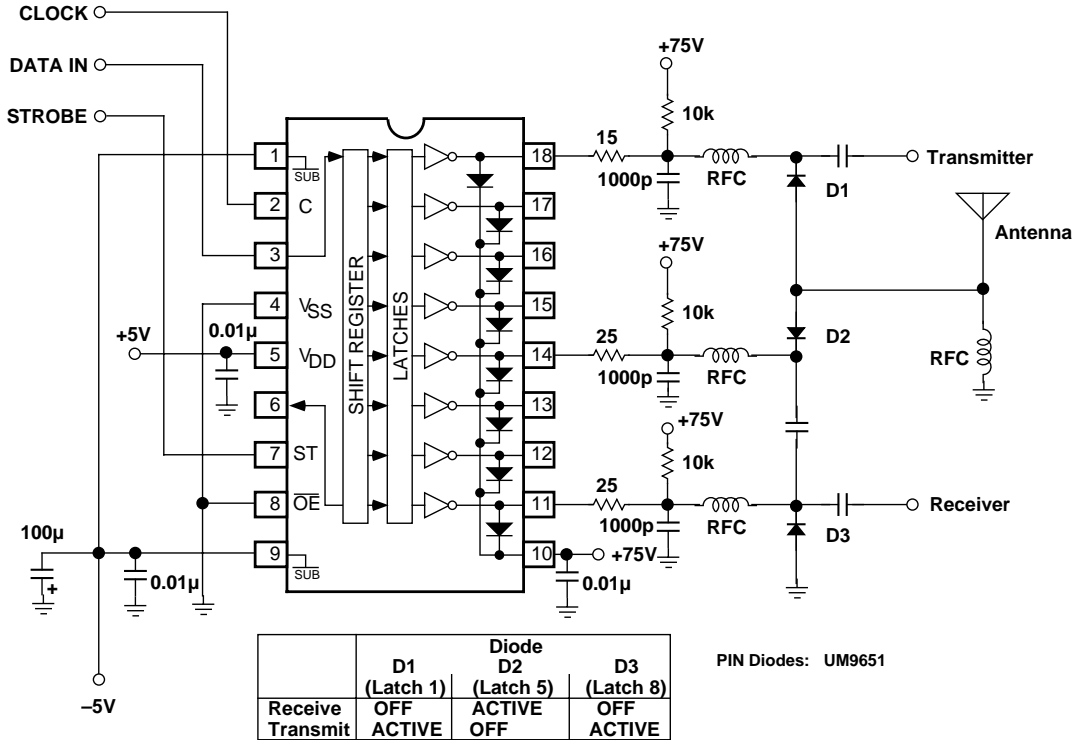 CLOCK
DATA IN
STROBE
+75V
10k
15
1000p
RFC
D1
Transmitter
Antenna
RFC
+75V
10k
25
1000p
RFC
D2
+75V
10k
25
1000p
RFC
D3
Receiver
1
SUB
2
C
3
4
VSS
5
VDD
6
7
ST
8
OE
9
SUB
SHIFT REGISTER
LATCHES
18
17
16
15
14
13
12
11
10
+75V
0.01µ
+5V
0.01µ
100µ
+
0.01µ
–5V
Diode
D1 D2 D3
(Latch 1) (Latch 5) (Latch 8)
Receive OFF ACTIVE OFF
Transmit ACTIVE OFF ACTIVE
PIN Diodes: UM9651